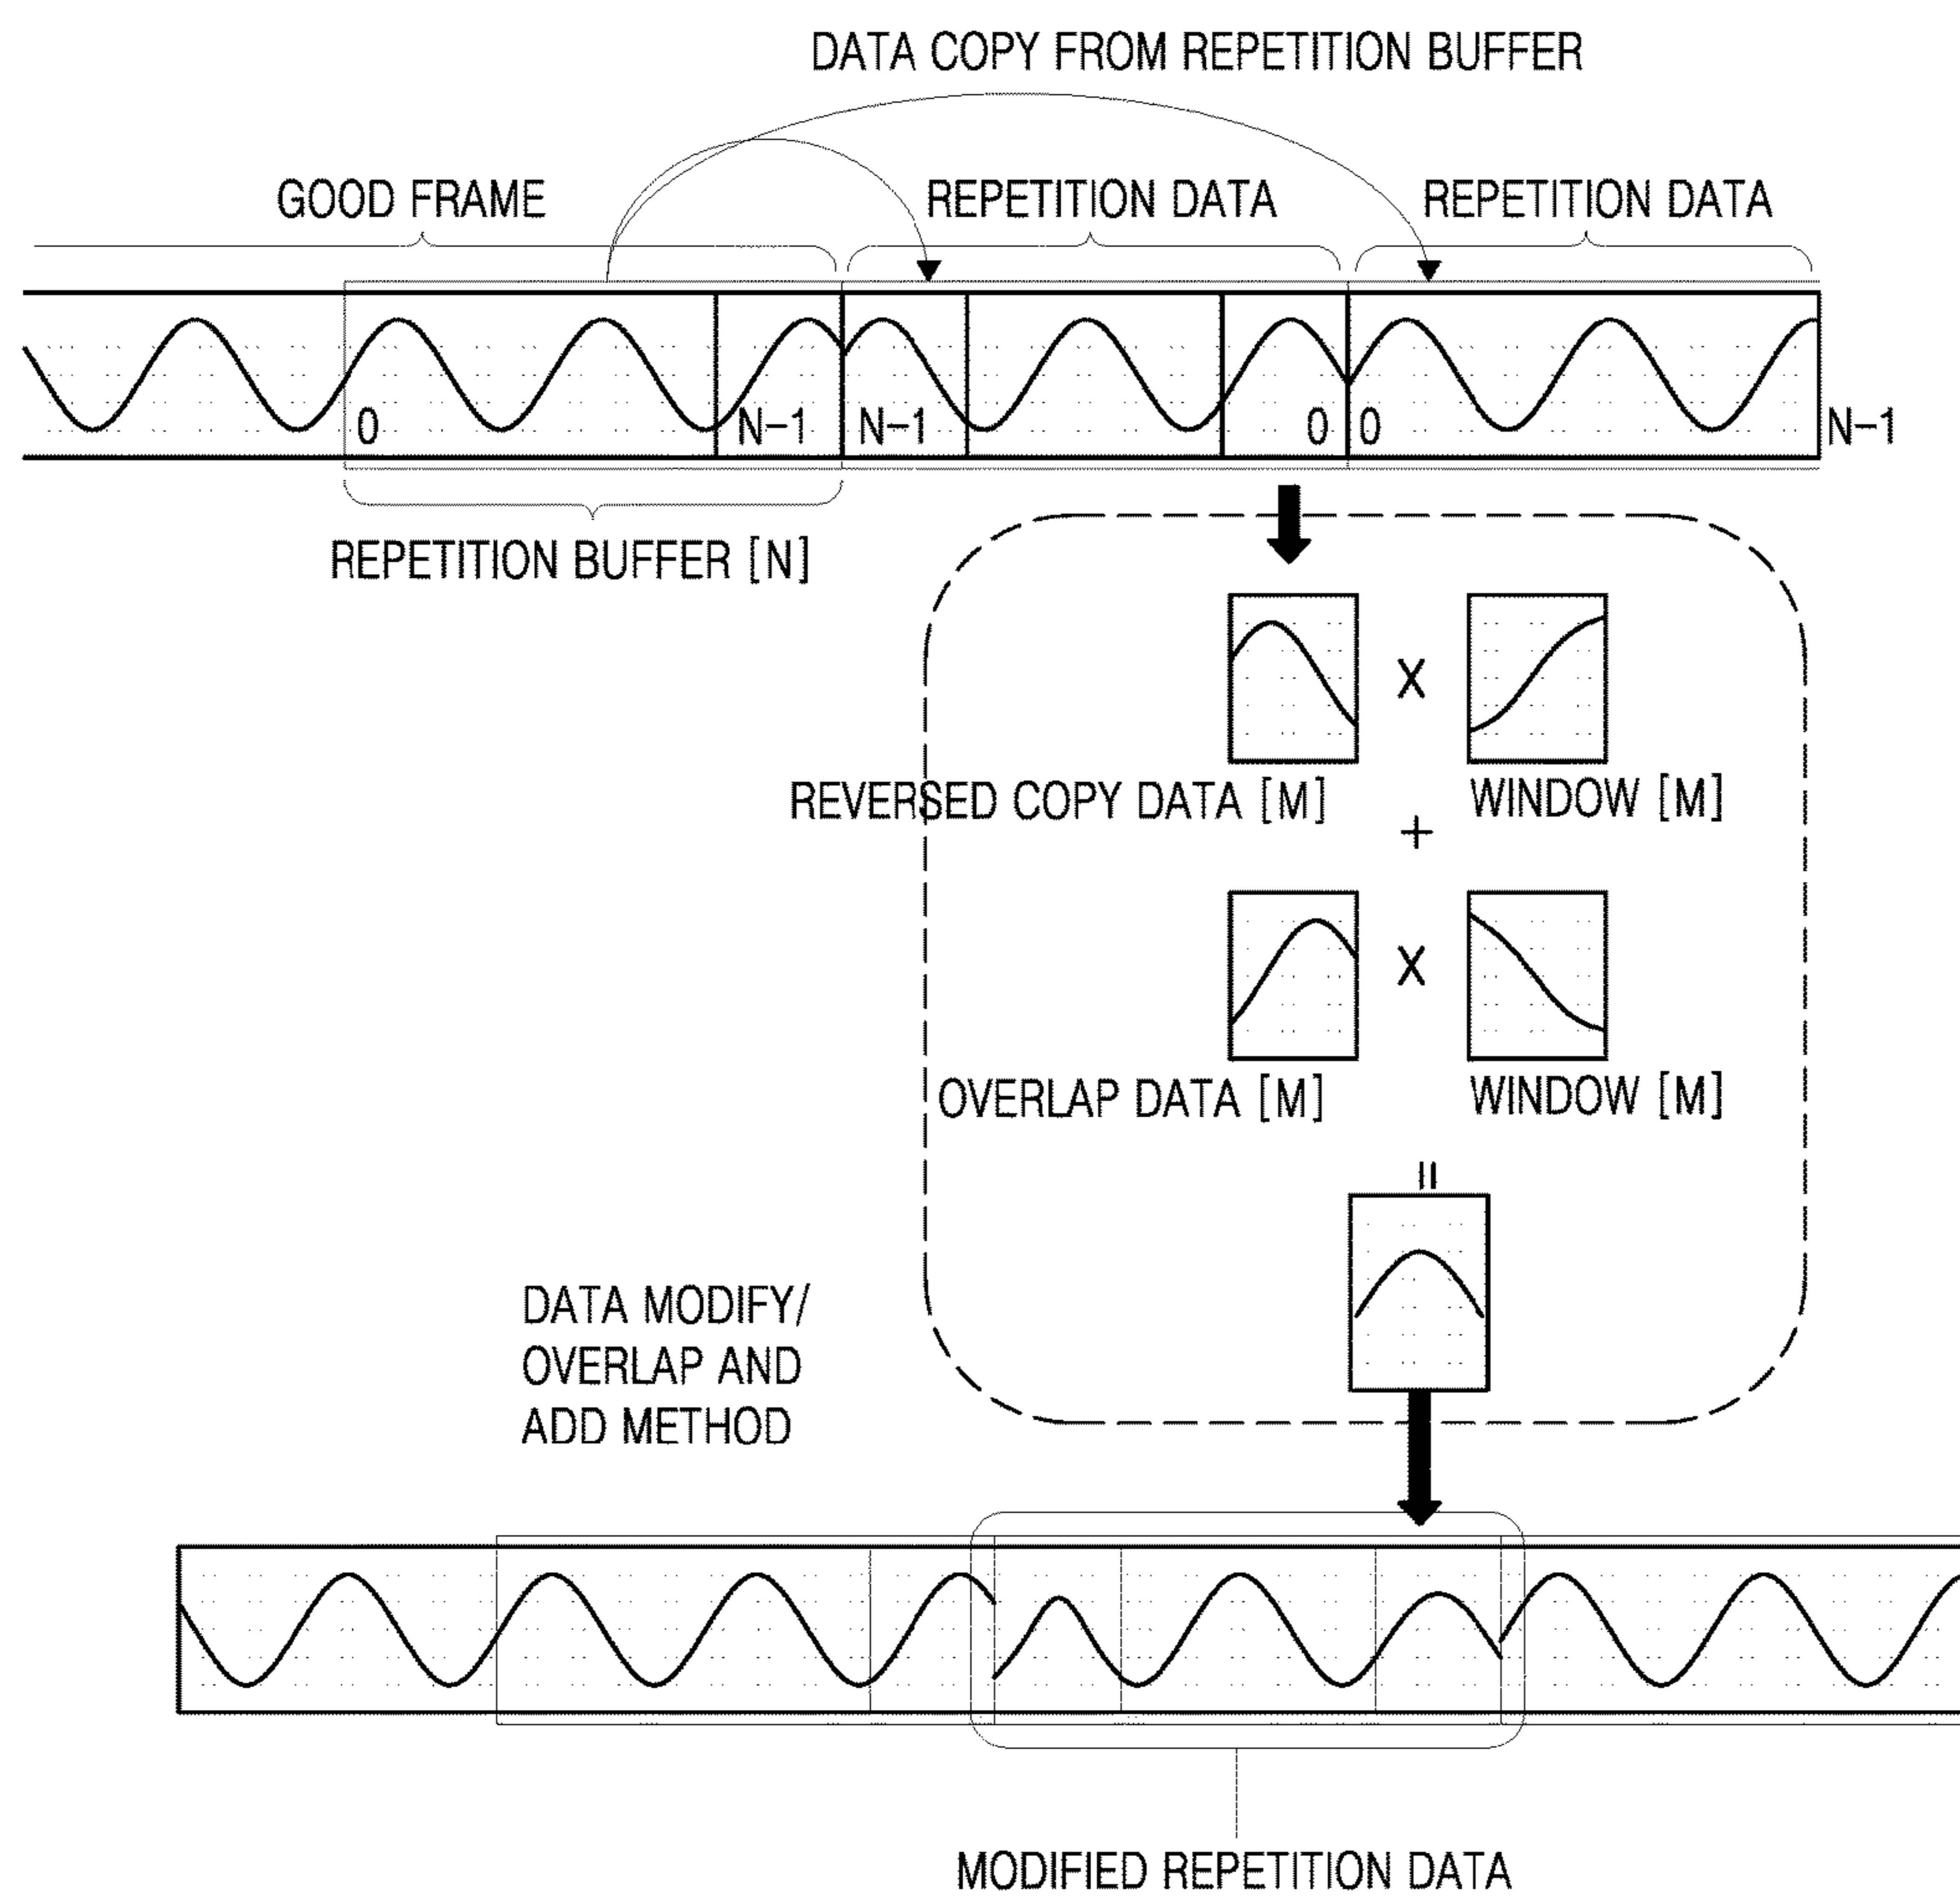 DATA COPY FROM REPETITION BUFFER
GOOD FRAME
REPETITION DATA
REPETITION DATA
0
N-1
N-1
0
0
N-1
REPETITION BUFFER [N]
X
REVERSED COPY DATA [M]
WINDOW [M]
+
X
OVERLAP DATA [M]
WINDOW [M]
=
DATA MODIFY/
OVERLAP AND
ADD METHOD
MODIFIED REPETITION DATA